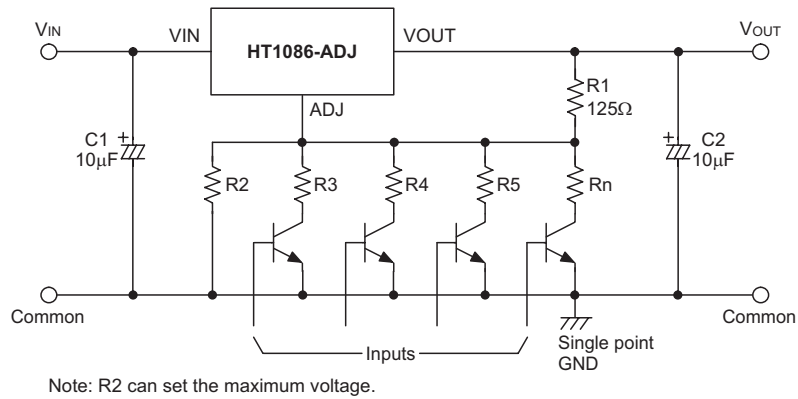 VIN
VIN
HT1086-ADJ
VOUT
VOUT
ADJ
R1
125Ω
C1
+
10μF
C2
+
10μF
R2
R3
R4
R5
Rn
Common
Common
Inputs
Single point
GND
Note: R2 can set the maximum voltage.